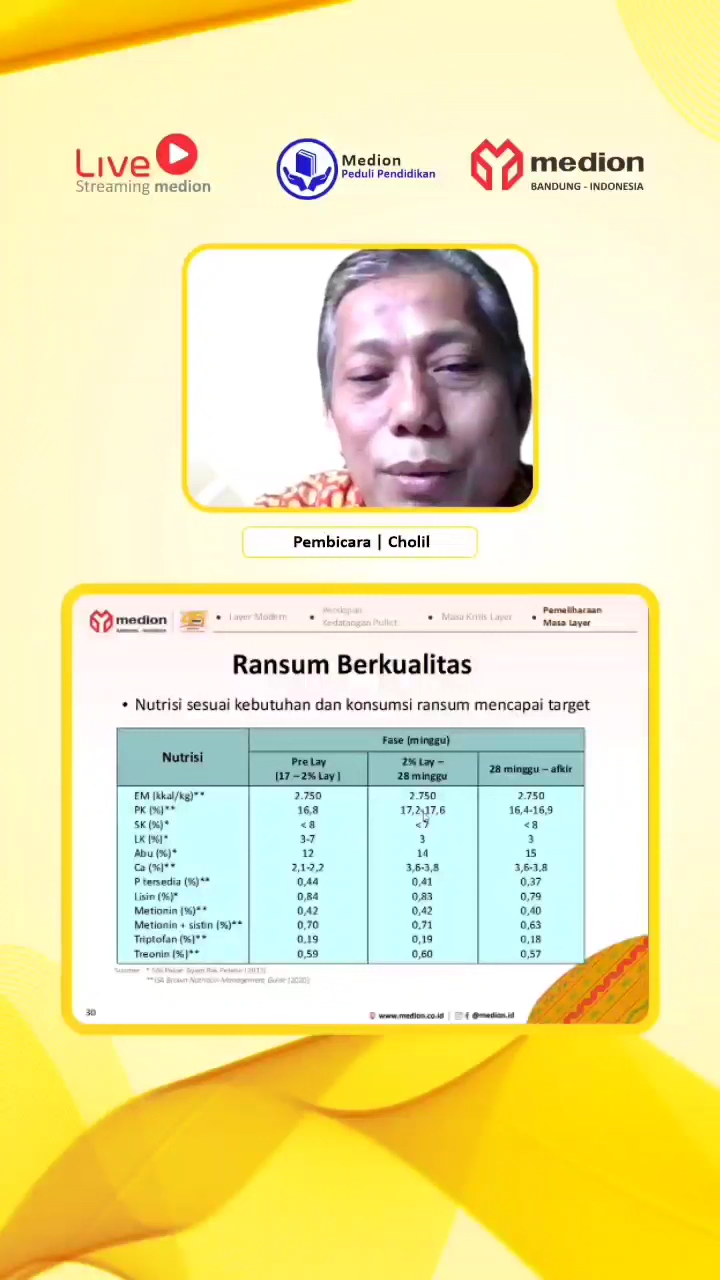 Live
Streaming medion
Medion
Peduli Pendidikan
medion
BANDUNG - INDONESIA
Pembicara | Cholil
medion
• Layer Modern • Persiapan Kedatangan Pullet • Masa Kritis Layer • Pemeliharaan Masa Layer
Ransum Berkualitas
• Nutrisi sesuai kebutuhan dan konsumsi ransum mencapai target
Nutrisi
Fase (minggu)
Pre Lay (17 – 2% Lay)
2% Lay – 28 minggu
28 minggu – afkir
EM (kkal/kg)** 2.750 2.750 2.750
PK (%)** 16,8 17,2-17,6 16,4-16,9
SK (%)* < 8 < 7 < 8
LK (%)* 3-7 3 3
Abu (%)* 12 14 15
Ca (%)** 2,1-2,2 3,6-3,8 3,6-3,8
P tersedia (%)** 0,44 0,41 0,37
Lisin (%)* 0,84 0,83 0,79
Metionin (%)** 0,42 0,42 0,40
Metionin + sistin (%)** 0,70 0,71 0,63
Triptofan (%)** 0,19 0,19 0,18
Treonin (%)** 0,59 0,60 0,57
30
www.medion.co.id | @medion.id